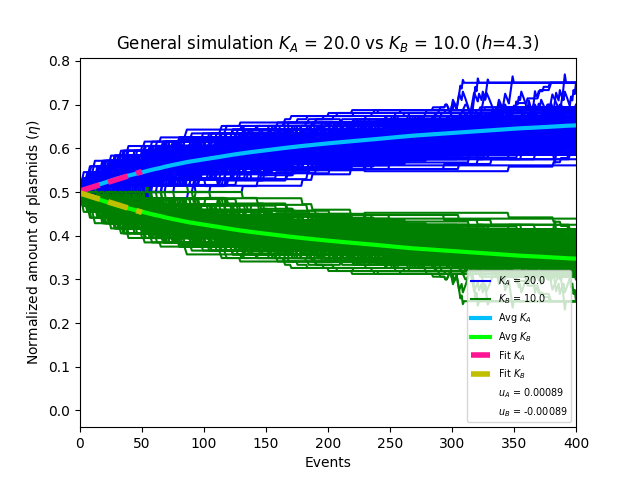 General simulation K_A = 20.0 vs K_B = 10.0 (h=4.3)
Normalized amount of plasmids (η)
0.8
0.7
0.6
0.5
0.4
0.3
0.2
0.1
0.0
K_A = 20.0
K_B = 10.0
Avg K_A
Avg K_B
Fit K_A
Fit K_B
u_A = 0.00089
u_B = -0.00089
0 50 100 150 200 250 300 350 400
Events